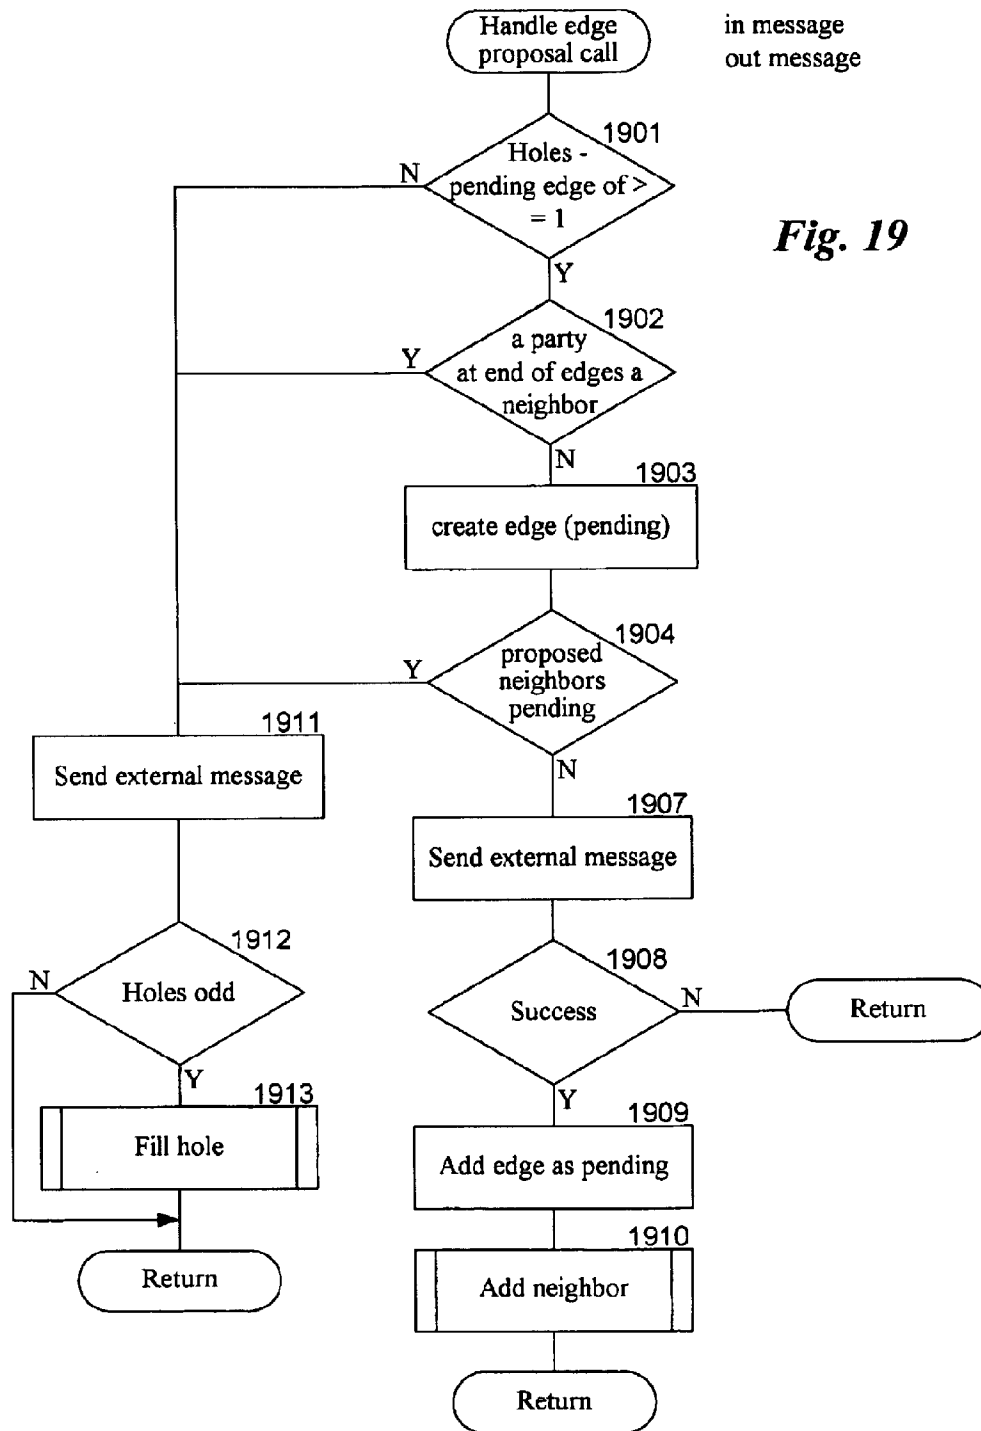 Handle edge
proposal call
in message
out message
1901
Holes -
pending edge of >
= 1
N
Y
Fig. 19
1902
a party
at end of edges a
neighbor
Y
N
1903
create edge (pending)
1904
proposed
neighbors
pending
Y
N
1911
Send external message
1907
Send external message
1912
Holes odd
N
Y
1908
Success
N
Return
Y
1913
Fill hole
1909
Add edge as pending
1910
Add neighbor
Return
Return